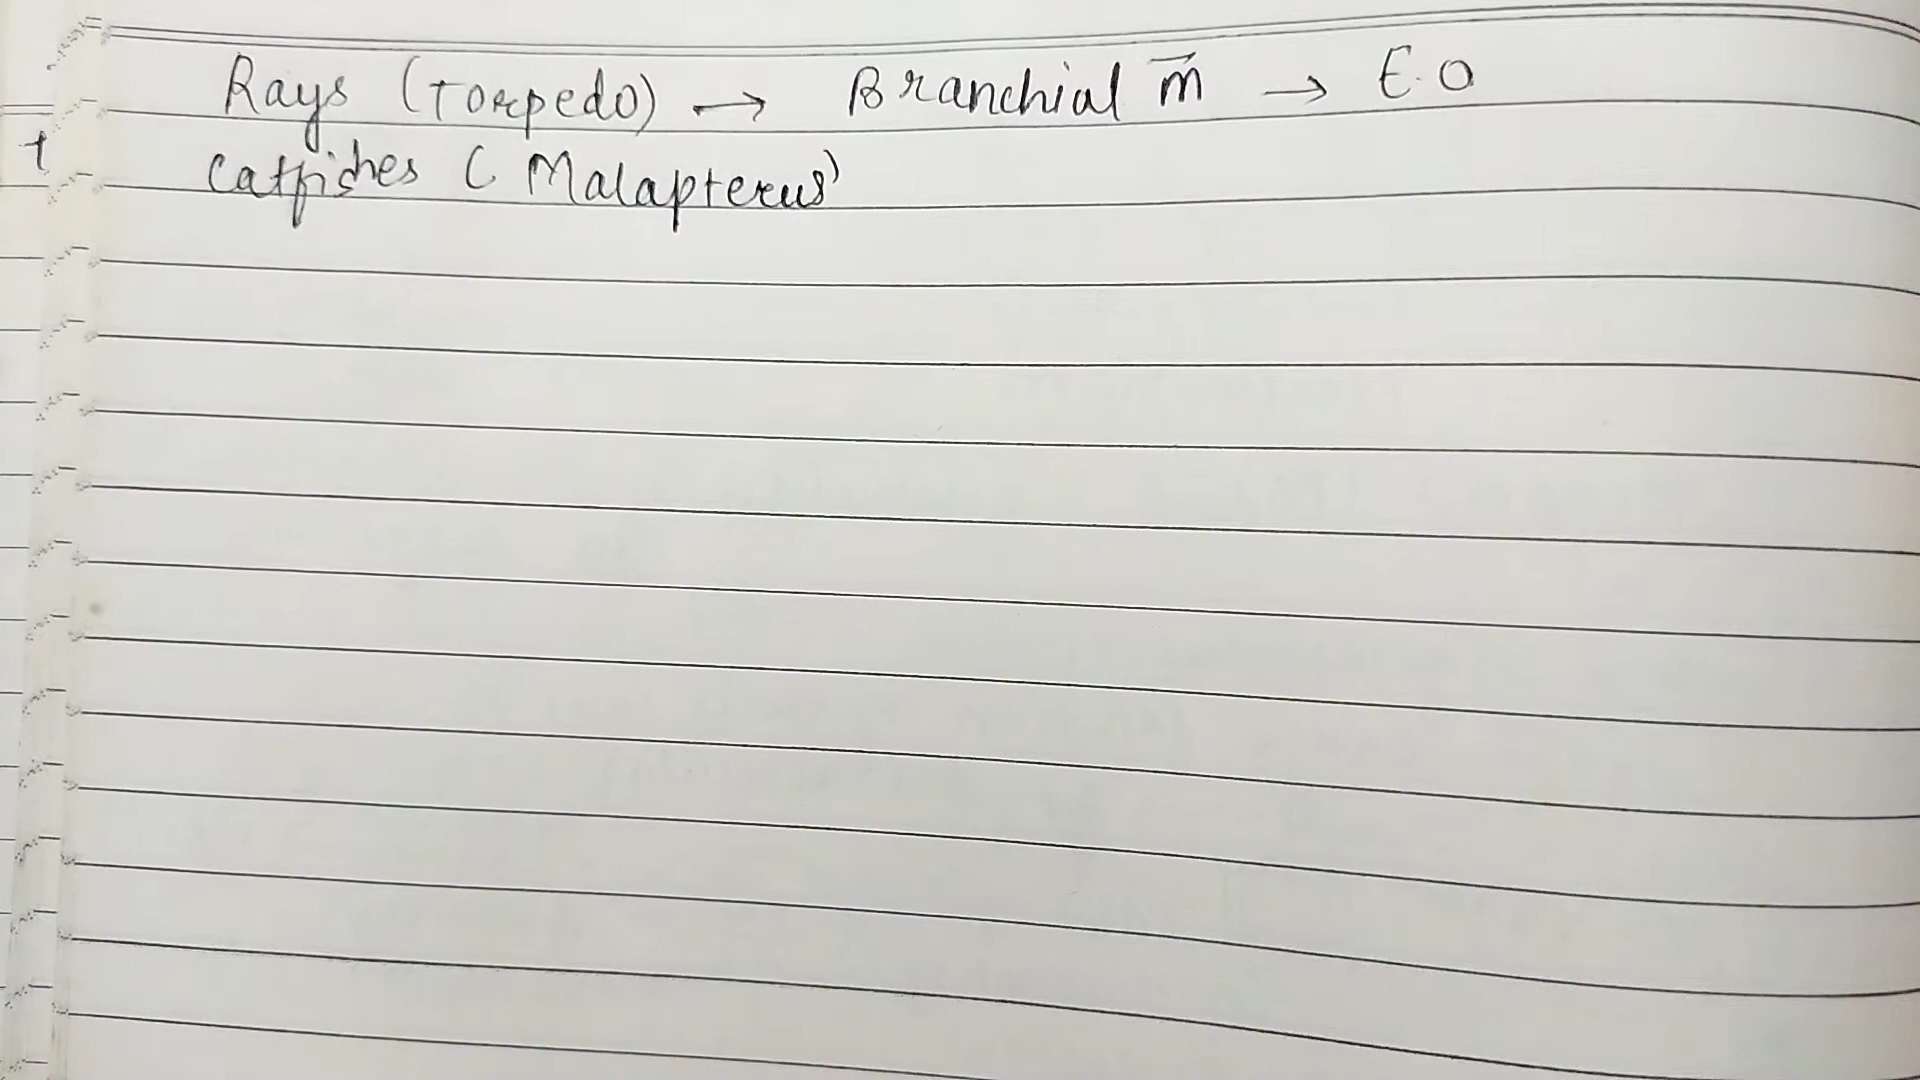 Rays (Torpedo) → Branchial m̅ → E.O
Catfishes (Malapterus)